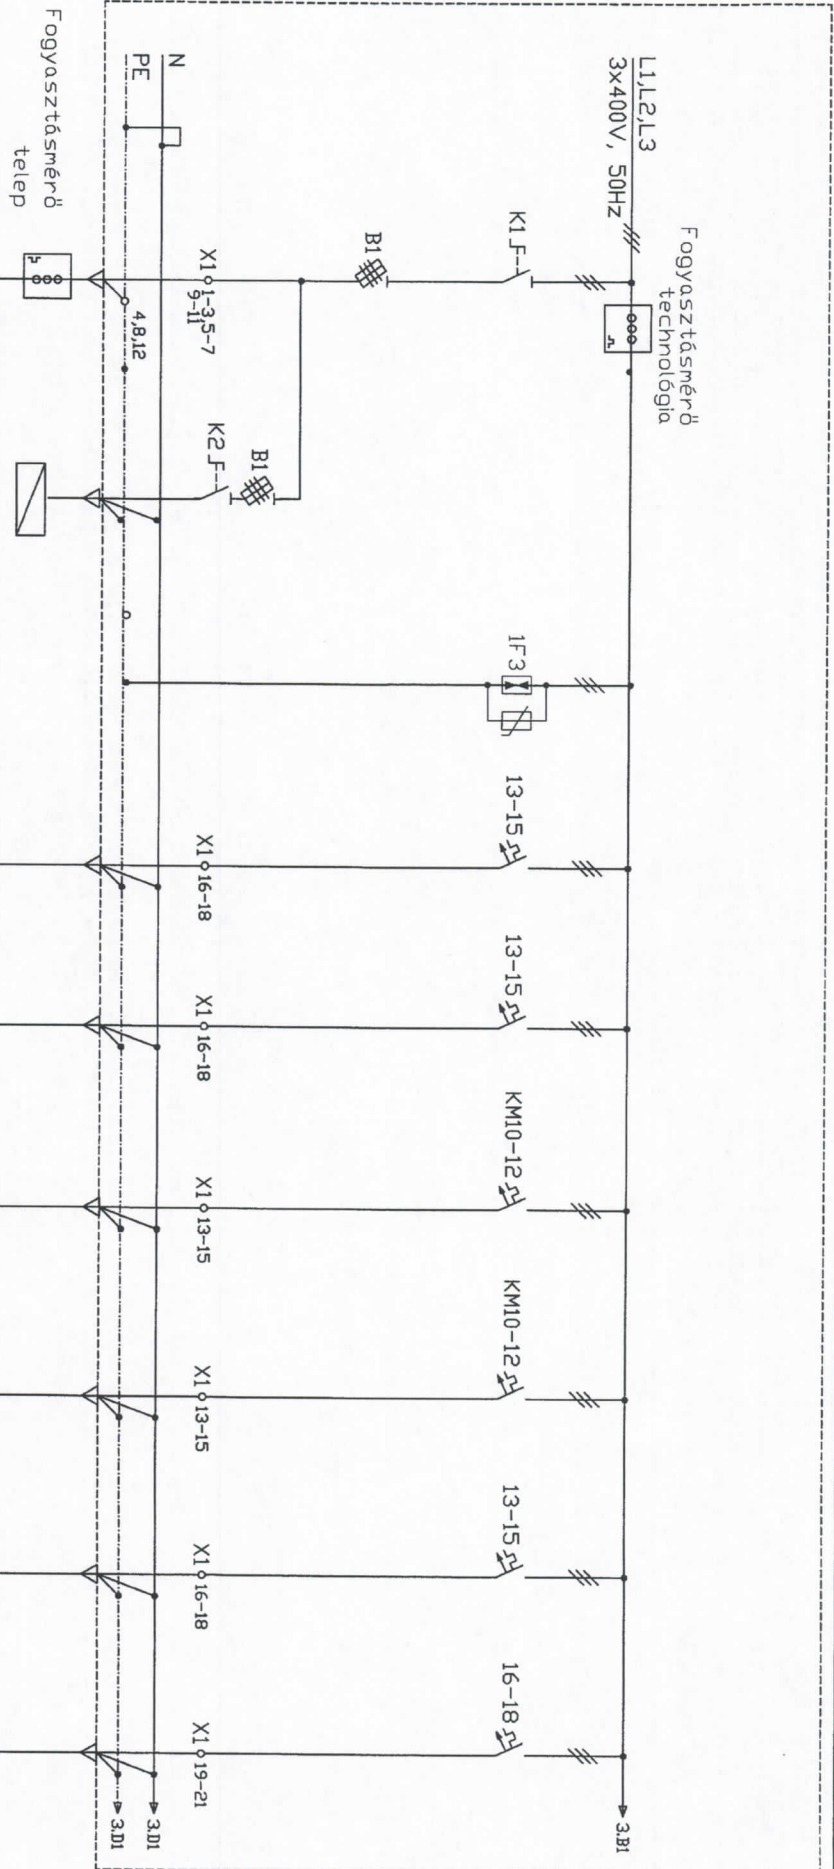 L1,L2,L3
3x400V, 50Hz
Fogyasztásmérő
technológia
3.B1
K1
1F3
13-15
13-15
KM10-12
KM10-12
13-15
16-18
B1
B1
K2
X1
1-3,5-7
9-11
X1
16-18
X1
16-18
X1
13-15
X1
13-15
X1
16-18
X1
19-21
N
3.D1
PE
4,8,12
3.D1
Fogyasztásmérő
telep